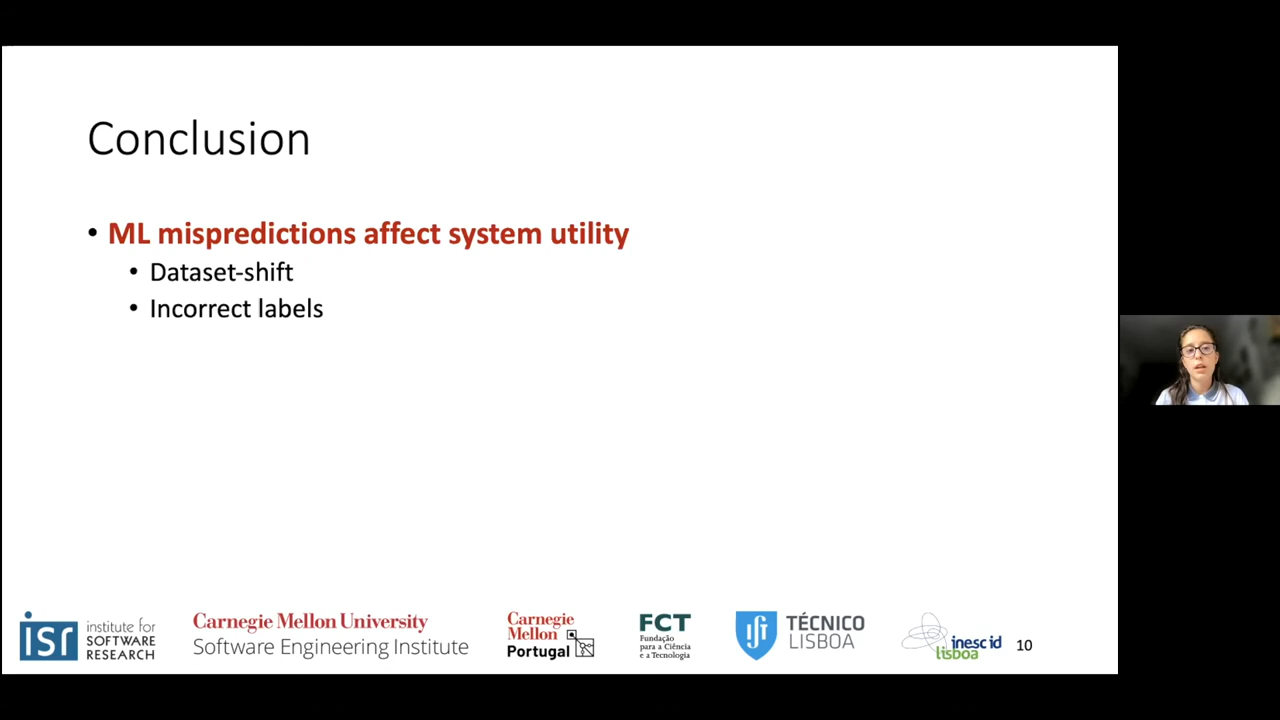 Conclusion
• ML mispredictions affect system utility
• Dataset-shift
• Incorrect labels
isr institute for SOFTWARE RESEARCH
Carnegie Mellon University
Software Engineering Institute
Carnegie
Mellon
Portugal
FCT
Fundação
para a Ciência
e a Tecnologia
TÉCNICO
LISBOA
inesc id
lisboa
10